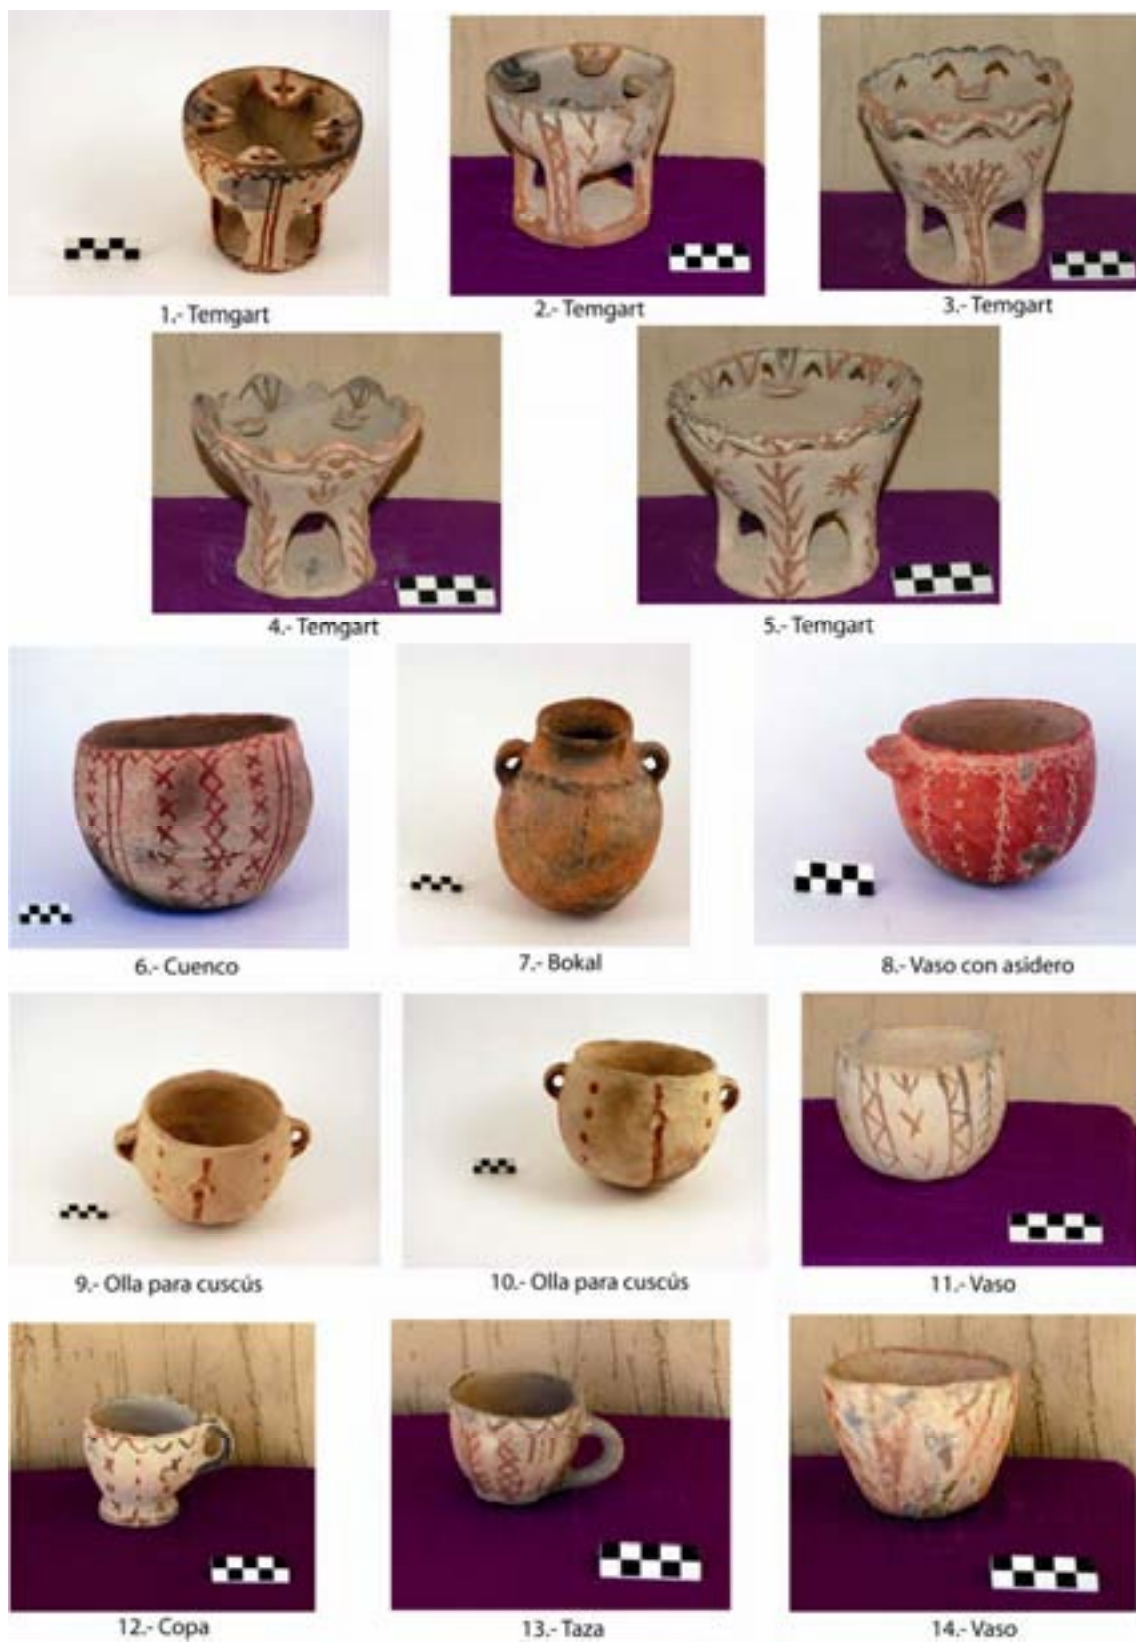 1.- Temgart
2.- Temgart
3.- Temgart
4.- Temgart
5.- Temgart
6.- Cuenco
7.- Bokal
8.- Vaso con asidero
9.- Olla para cuscús
10.- Olla para cuscús
11.- Vaso
12.- Copa
13.- Taza
14.- Vaso